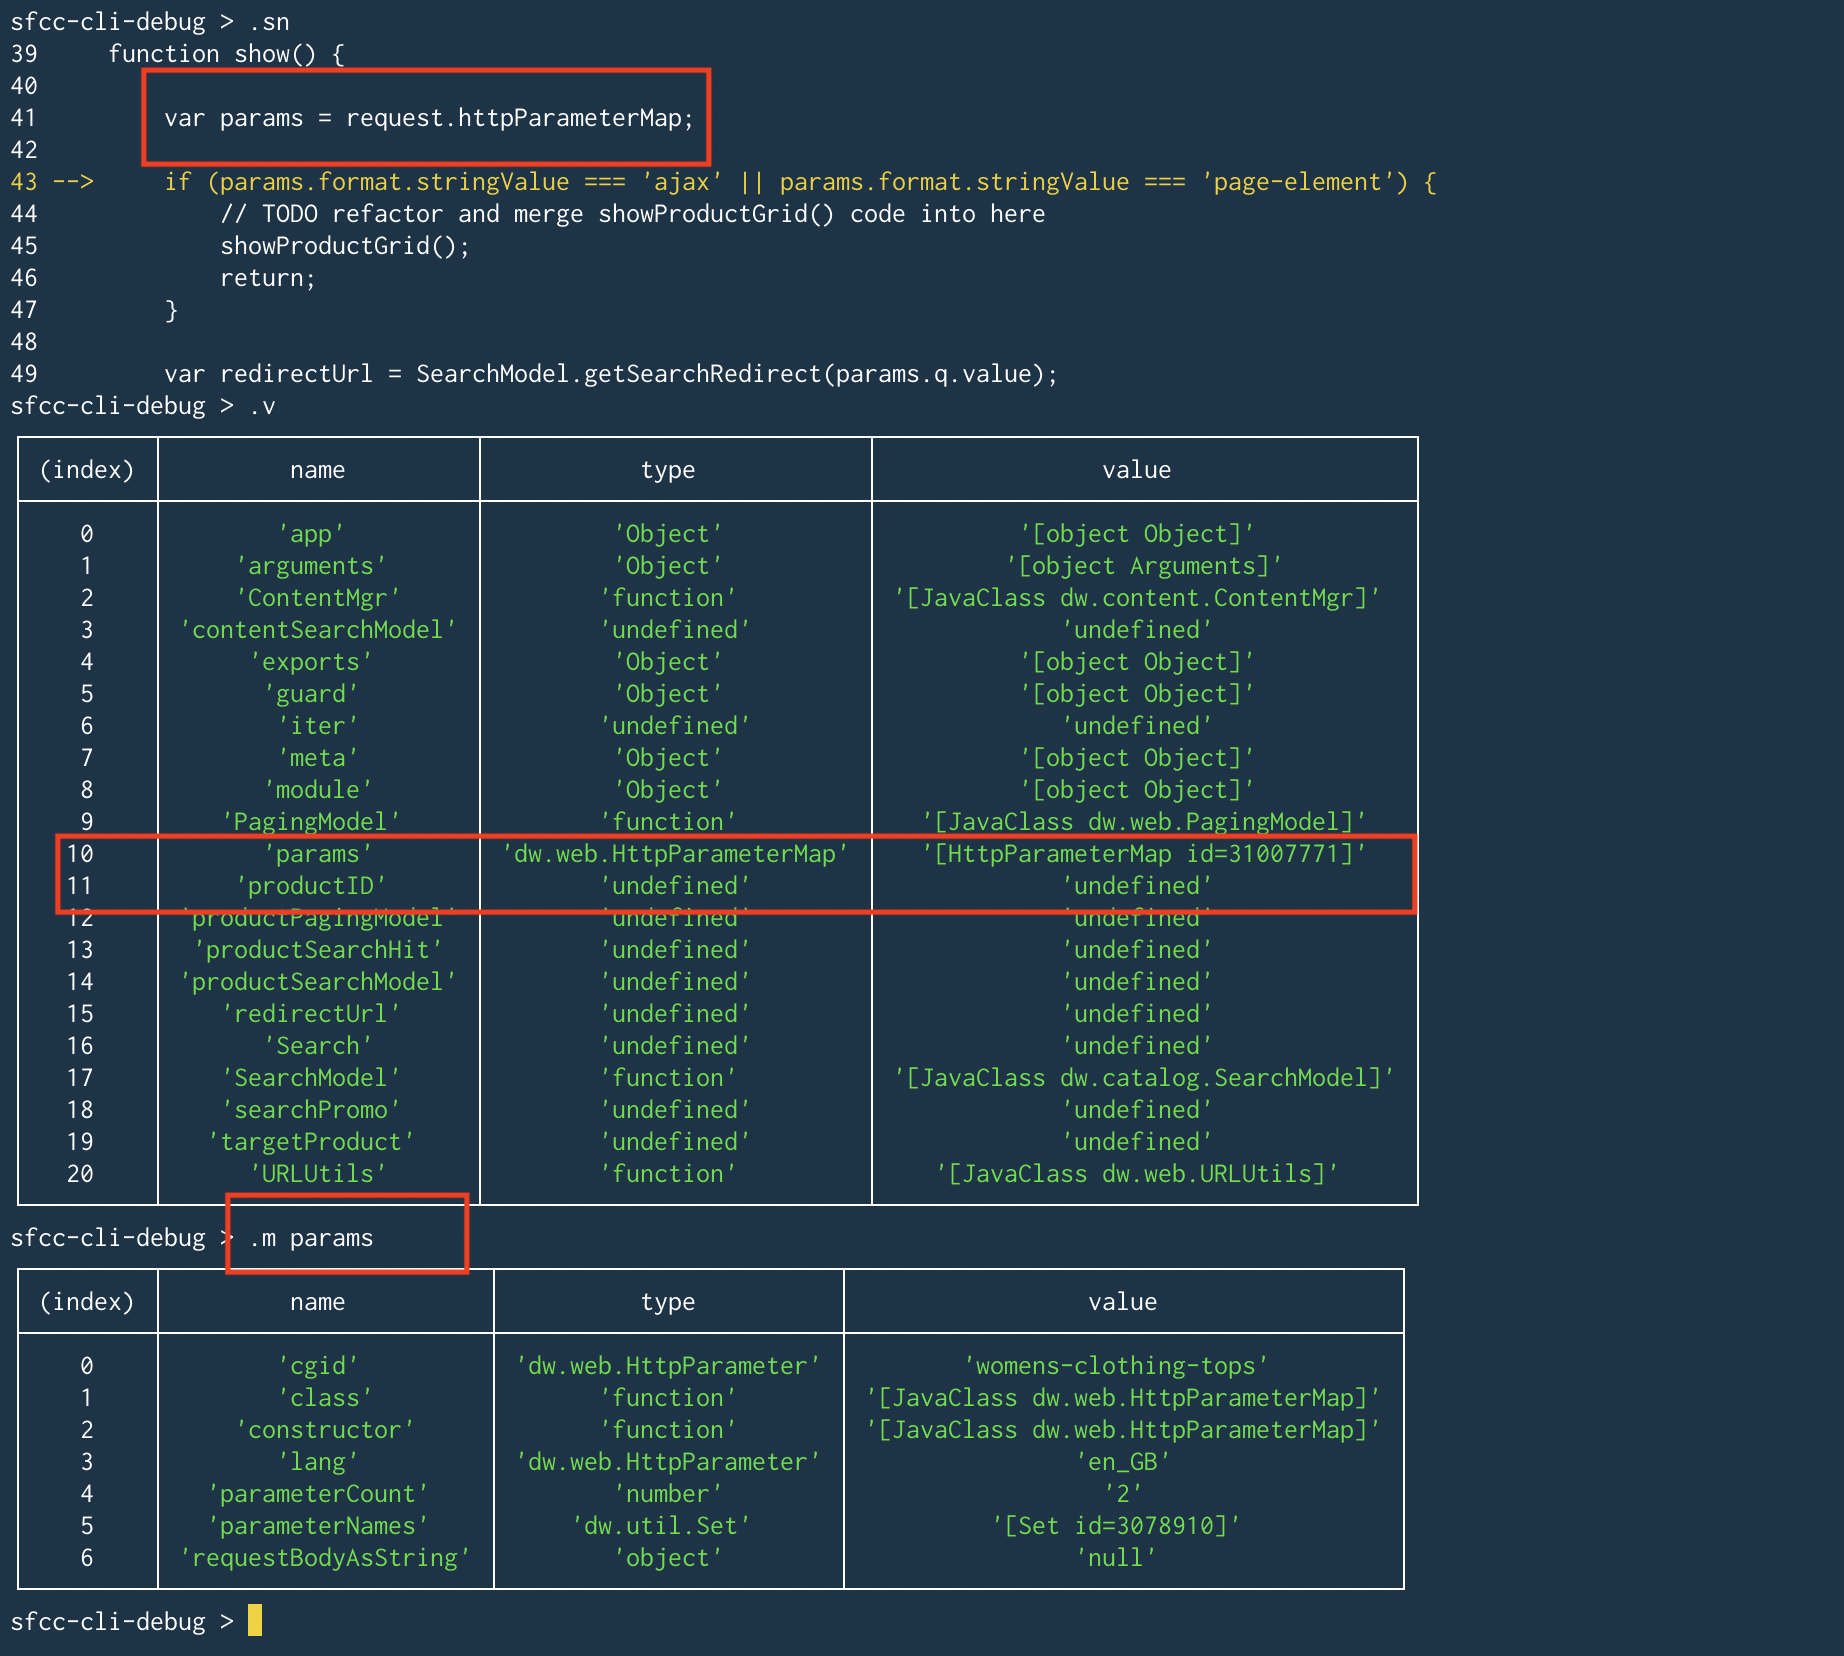 sfcc-cli-debug > .sn
39     function show() {
40
41         var params = request.httpParameterMap;
42
43 -->     if (params.format.stringValue === 'ajax' || params.format.stringValue === 'page-element') {
44             // TODO refactor and merge showProductGrid() code into here
45             showProductGrid();
46             return;
47         }
48
49         var redirectUrl = SearchModel.getSearchRedirect(params.q.value);
sfcc-cli-debug > .v
(index) name type value
0 'app' 'Object' '[object Object]'
1 'arguments' 'Object' '[object Arguments]'
2 'ContentMgr' 'function' '[JavaClass dw.content.ContentMgr]'
3 'contentSearchModel' 'undefined' 'undefined'
4 'exports' 'Object' '[object Object]'
5 'guard' 'Object' '[object Object]'
6 'iter' 'undefined' 'undefined'
7 'meta' 'Object' '[object Object]'
8 'module' 'Object' '[object Object]'
9 'PagingModel' 'function' '[JavaClass dw.web.PagingModel]'
10 'params' 'dw.web.HttpParameterMap' '[HttpParameterMap id=31007771]'
11 'productID' 'undefined' 'undefined'
12 'productPagingModel' 'undefined' 'undefined'
13 'productSearchHit' 'undefined' 'undefined'
14 'productSearchModel' 'undefined' 'undefined'
15 'redirectUrl' 'undefined' 'undefined'
16 'Search' 'undefined' 'undefined'
17 'SearchModel' 'function' '[JavaClass dw.catalog.SearchModel]'
18 'searchPromo' 'undefined' 'undefined'
19 'targetProduct' 'undefined' 'undefined'
20 'URLUtils' 'function' '[JavaClass dw.web.URLUtils]'
sfcc-cli-debug > .m params
(index) name type value
0 'cgid' 'dw.web.HttpParameter' 'womens-clothing-tops'
1 'class' 'function' '[JavaClass dw.web.HttpParameterMap]'
2 'constructor' 'function' '[JavaClass dw.web.HttpParameterMap]'
3 'lang' 'dw.web.HttpParameter' 'en_GB'
4 'parameterCount' 'number' '2'
5 'parameterNames' 'dw.util.Set' '[Set id=3078910]'
6 'requestBodyAsString' 'object' 'null'
sfcc-cli-debug >